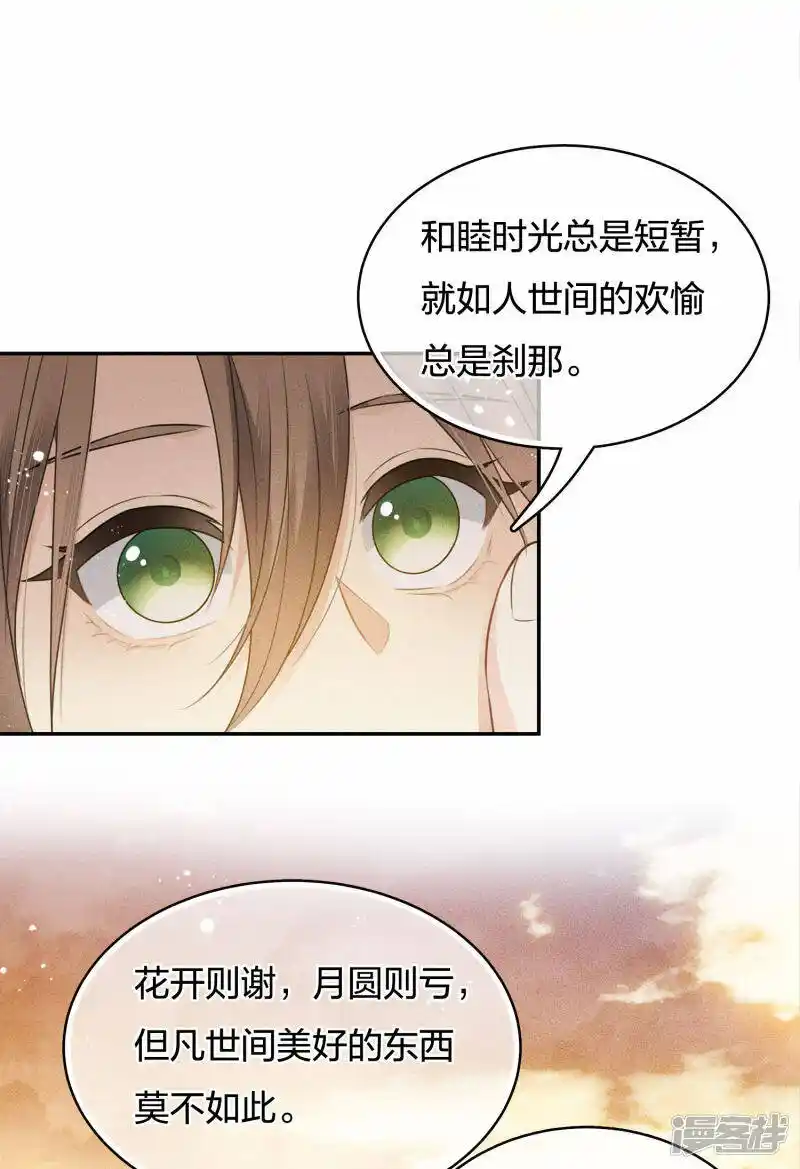 和睦时光总是短暂，
就如人世间的欢愉
总是刹那。
花开则谢，月圆则亏，
但凡世间美好的东西
莫不如此。
漫客栈